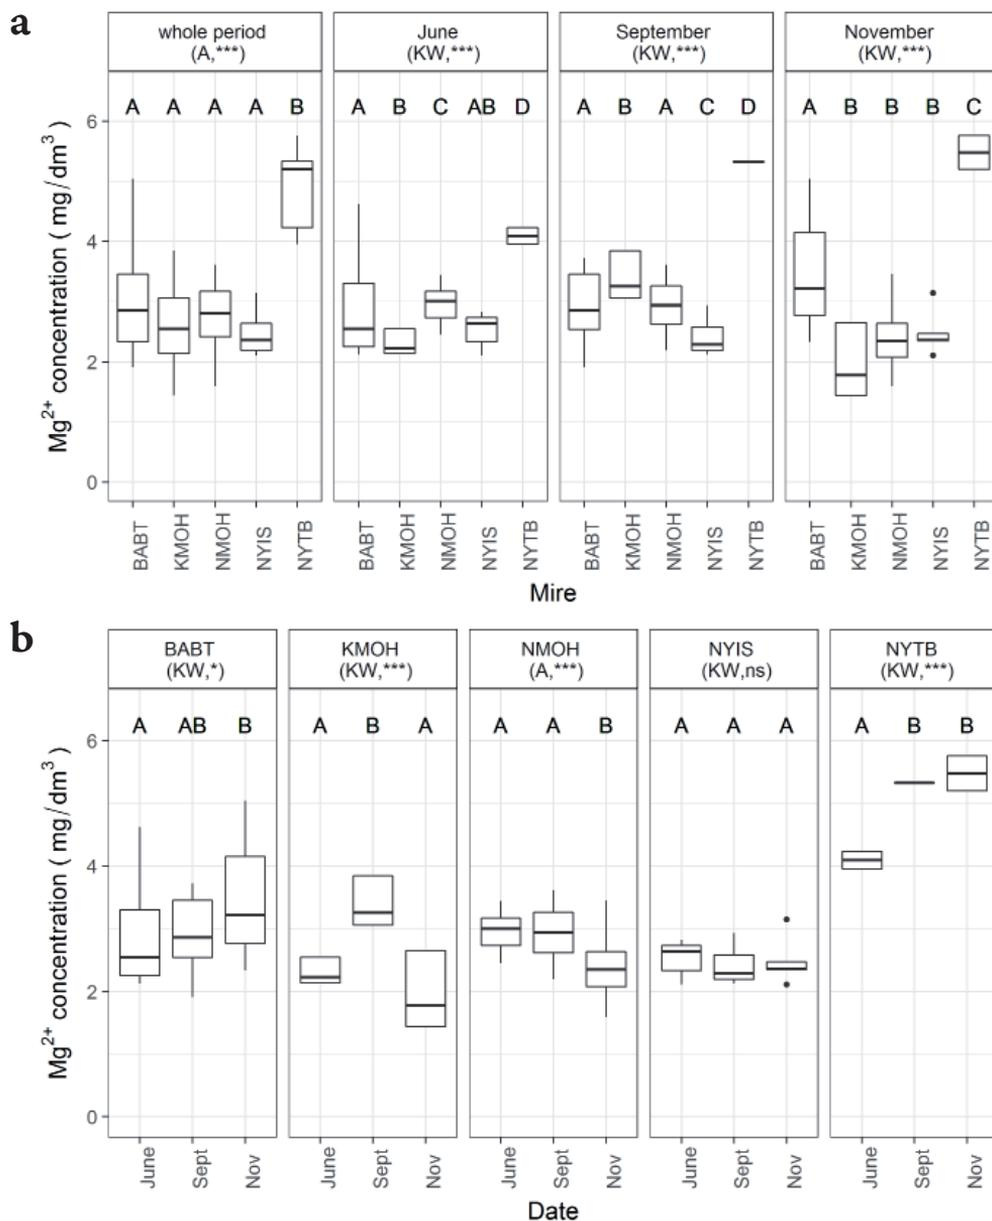 a
whole period
(A,***)
June
(KW,***)
September
(KW,***)
November
(KW,***)
A A A A B
A B C AB D
A B A C D
A B B B C
Mg²⁺ concentration ( mg/dm³ )
6
4
2
0
BABT KMOH NMOH NYIS NYTB
BABT KMOH NMOH NYIS NYTB
BABT KMOH NMOH NYIS NYTB
BABT KMOH NMOH NYIS NYTB
Mire
b
BABT
(KW,*)
KMOH
(KW,***)
NMOH
(A,***)
NYIS
(KW,ns)
NYTB
(KW,***)
A AB B
A B A
A A B
A A A
A B B
Mg²⁺ concentration ( mg/dm³ )
6
4
2
0
June Sept Nov
June Sept Nov
June Sept Nov
June Sept Nov
June Sept Nov
Date